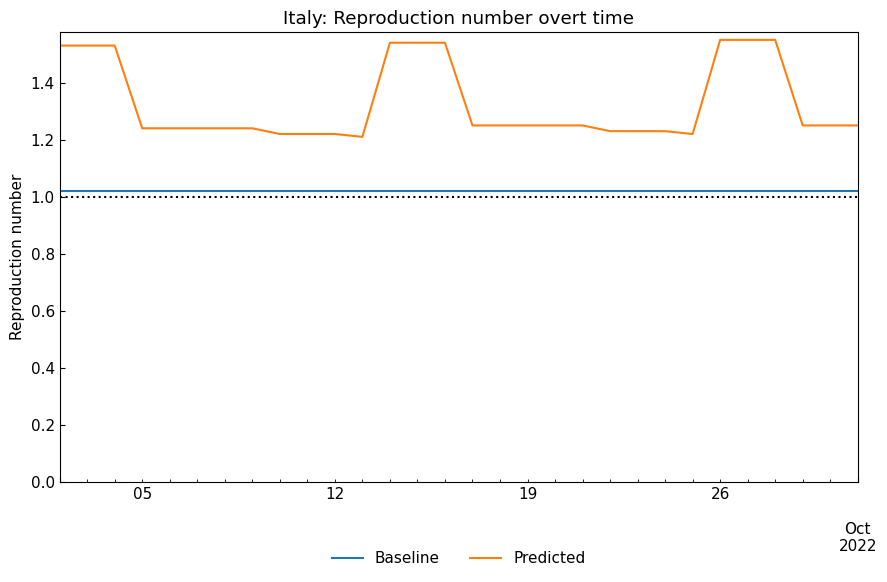 Italy: Reproduction number overt time
Reproduction number
1.4
1.2
1.0
0.8
0.6
0.4
0.2
0.0
05 12 19 26
Oct
2022
Baseline Predicted